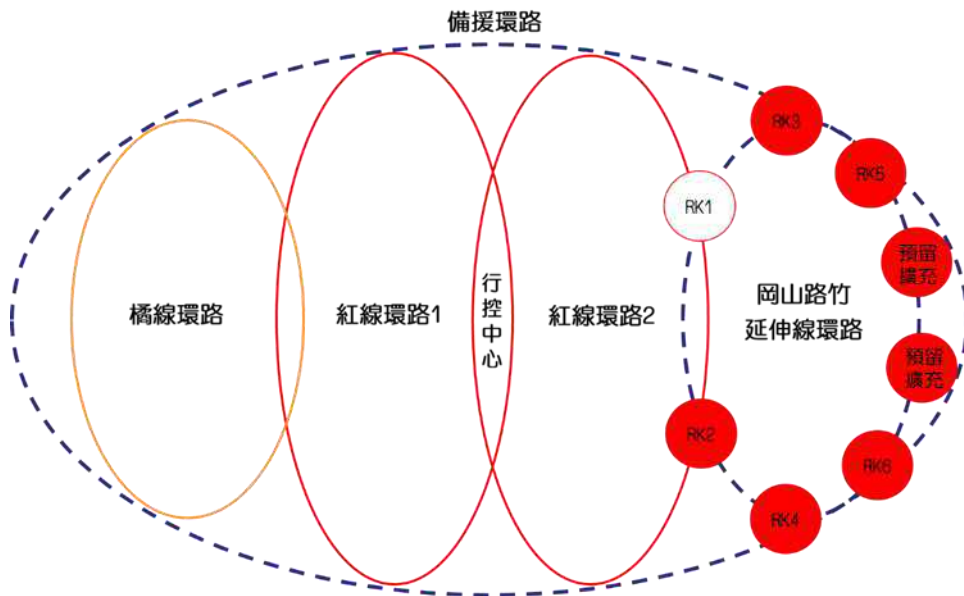 備援環路
RK3
RK5
RK1
預留
擴充
橘線環路
紅線環路1
行
控
中
心
紅線環路2
岡山路竹
延伸線環路
預留
擴充
RK2
RK6
RK4